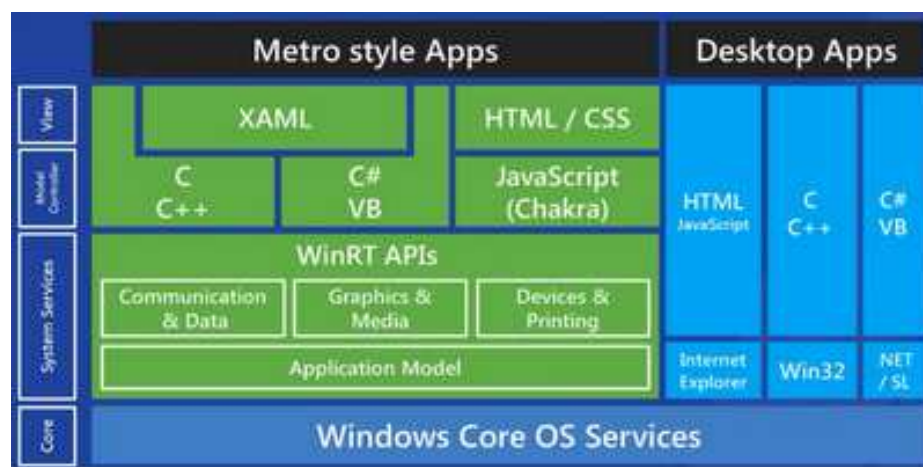 Metro style Apps
Desktop Apps
View
XAML
HTML / CSS
Model
Controller
C
C++
C#
VB
JavaScript
(Chakra)
HTML
JavaScript
C
C++
C#
VB
System Services
WinRT APIs
Communication
& Data
Graphics &
Media
Devices &
Printing
Application Model
Internet
Explorer
Win32
.NET
/ SL
Core
Windows Core OS Services